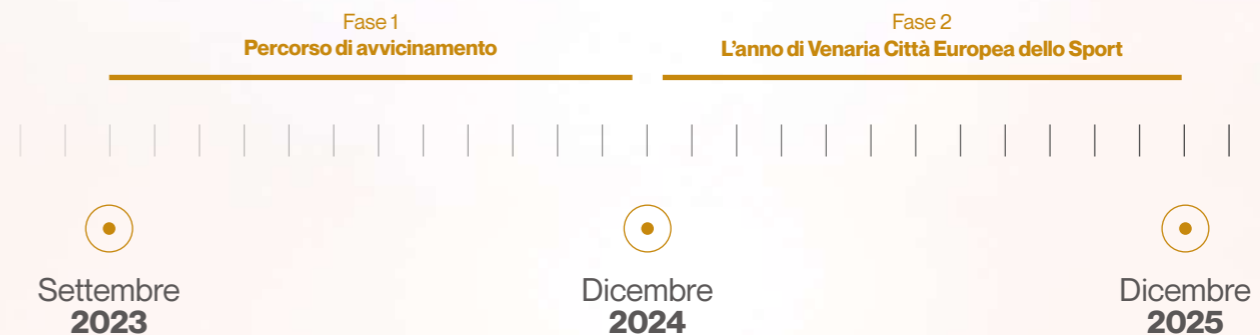 Fase 1
Percorso di avvicinamento
Fase 2
L'anno di Venaria Città Europea dello Sport
Settembre
2023
Dicembre
2024
Dicembre
2025